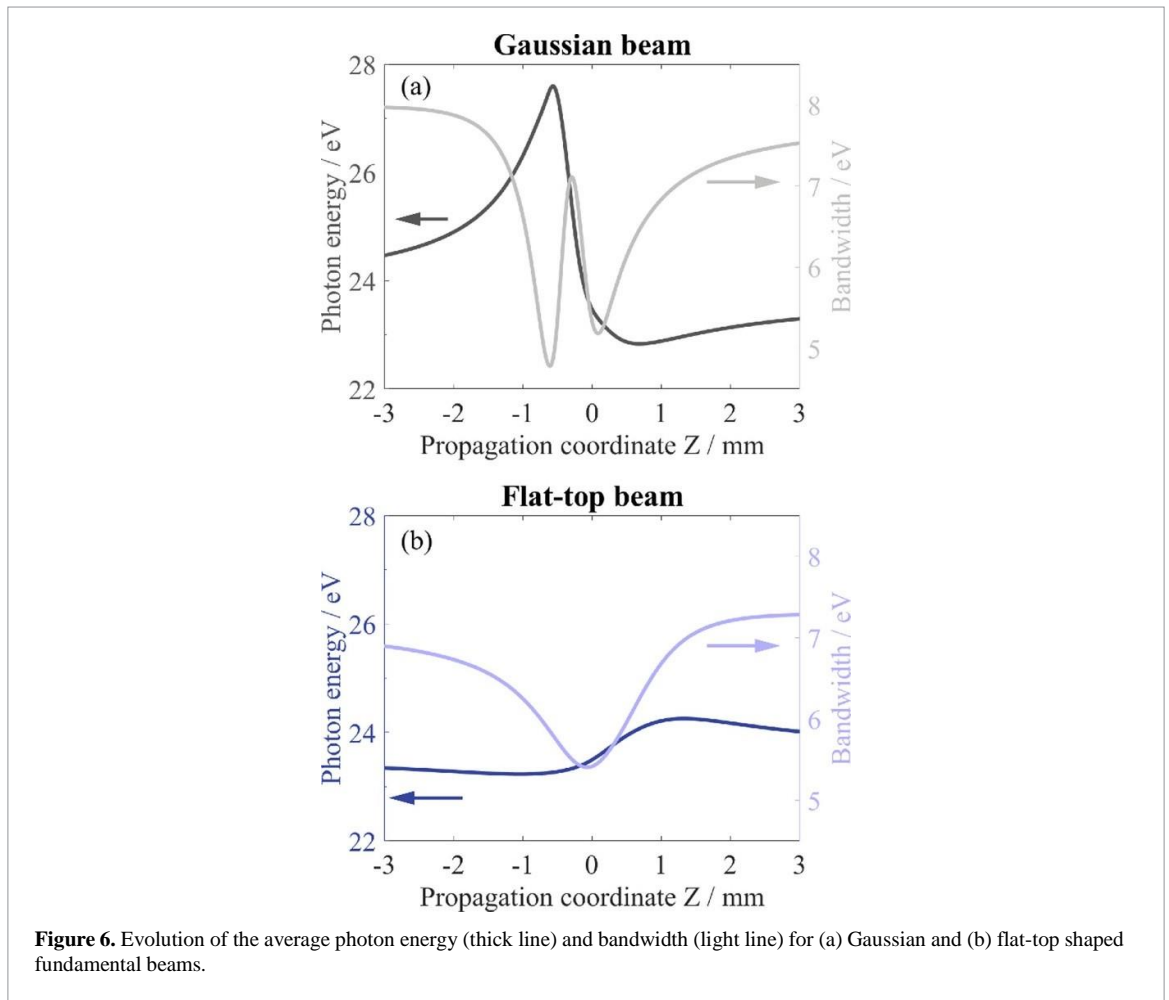 Gaussian beam
(a)
28
26
24
22
Photon energy / eV
8
7
6
5
Bandwidth / eV
-3 -2 -1 0 1 2 3
Propagation coordinate Z / mm
Flat-top beam
(b)
28
26
24
22
Photon energy / eV
8
7
6
5
Bandwidth / eV
-3 -2 -1 0 1 2 3
Propagation coordinate Z / mm
Figure 6. Evolution of the average photon energy (thick line) and bandwidth (light line) for (a) Gaussian and (b) flat-top shaped
fundamental beams.